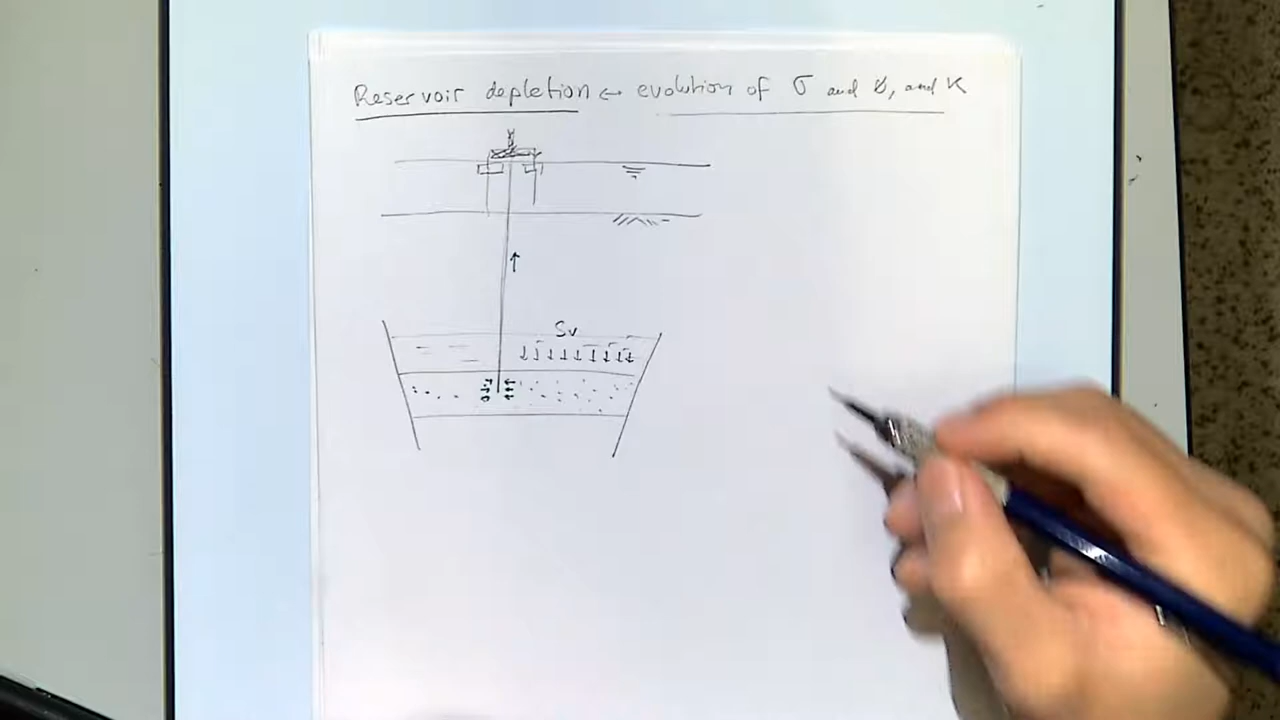 Reservoir depletion ↔ evolution of σ and ϕ, and K
Sv